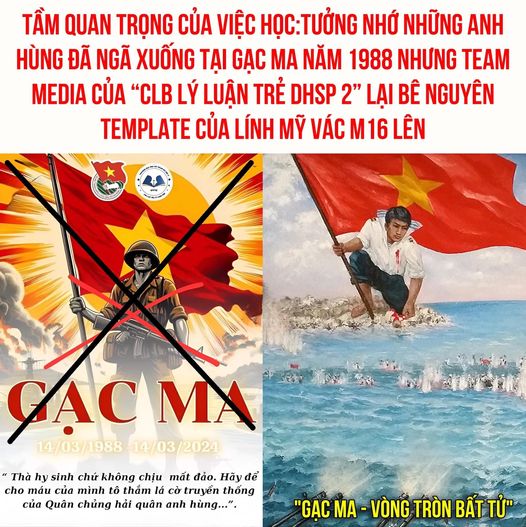 TẦM QUAN TRỌNG CỦA VIỆC HỌC:TƯỞNG NHỚ NHỮNG ANH
HÙNG ĐÃ NGÃ XUỐNG TẠI GẠC MA NĂM 1988 NHƯNG TEAM
MEDIA CỦA “CLB LÝ LUẬN TRẺ DHSP 2” LẠI BÊ NGUYÊN
TEMPLATE CỦA LÍNH MỸ VÁC M16 LÊN
GẠC MA
14/03/1988 -14/03/2024
“ Thà hy sinh chứ không chịu mất đảo. Hãy để
cho máu của mình tô thắm lá cờ truyền thống
của Quân chủng hải quân anh hùng...”.
"GẠC MA - VÒNG TRÒN BẤT TỬ"